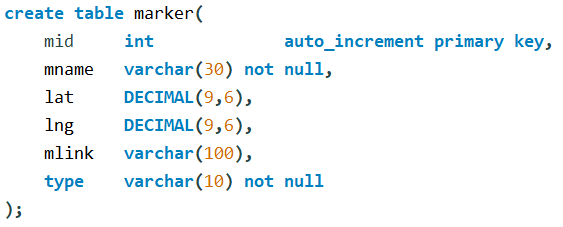 create table marker(
    mid     int             auto_increment primary key,
    mname   varchar(30) not null,
    lat     DECIMAL(9,6),
    lng     DECIMAL(9,6),
    mlink   varchar(100),
    type    varchar(10) not null
);